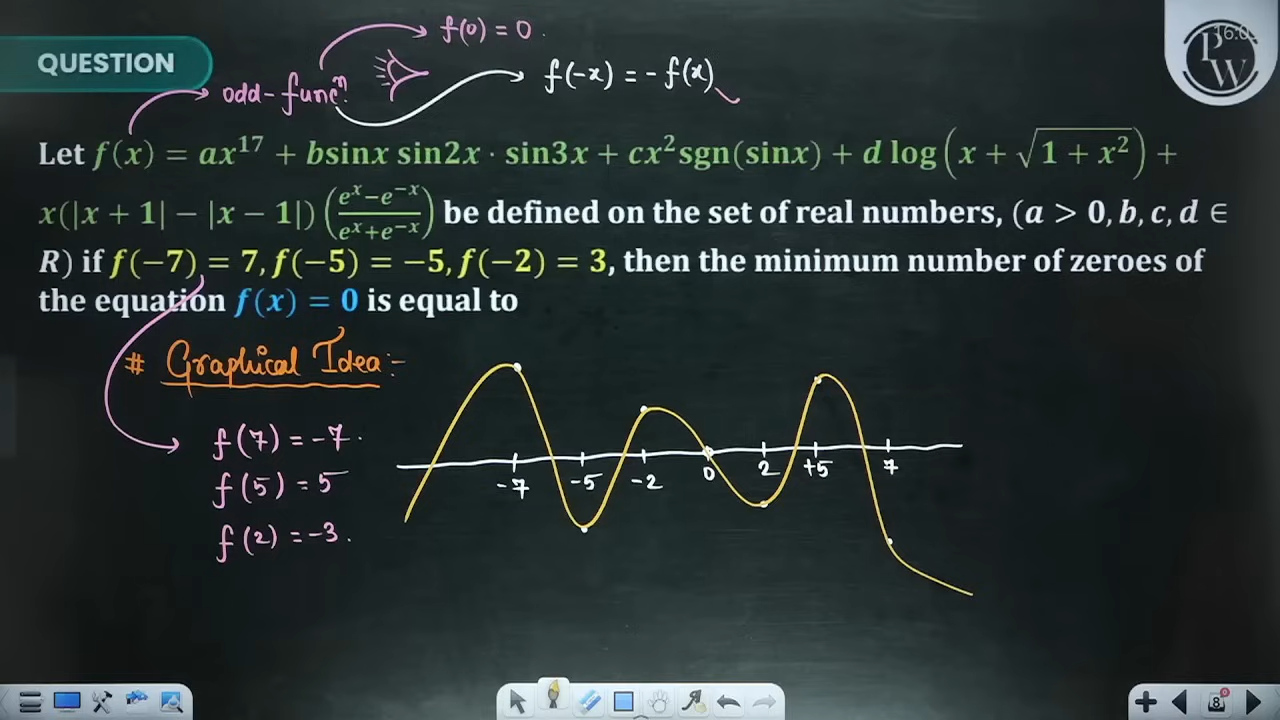 f(0) = 0.
QUESTION
odd-funcⁿ.
f(-x) = -f(x)
PW
Let f(x) = ax¹⁷ + bsinx sin2x · sin3x + cx²sgn(sinx) + d log(x + √(1 + x²)) +
x(|x + 1| − |x − 1|) ((eˣ−e⁻ˣ)/(eˣ+e⁻ˣ)) be defined on the set of real numbers, (a > 0, b, c, d ∈
R) if f(−7) = 7, f(−5) = −5, f(−2) = 3, then the minimum number of zeroes of
the equation f(x) = 0 is equal to
# Graphical Idea:-
f(7) = -7.
f(5) = 5
f(2) = -3.
-7 -5 -2 0 2 +5 7
8